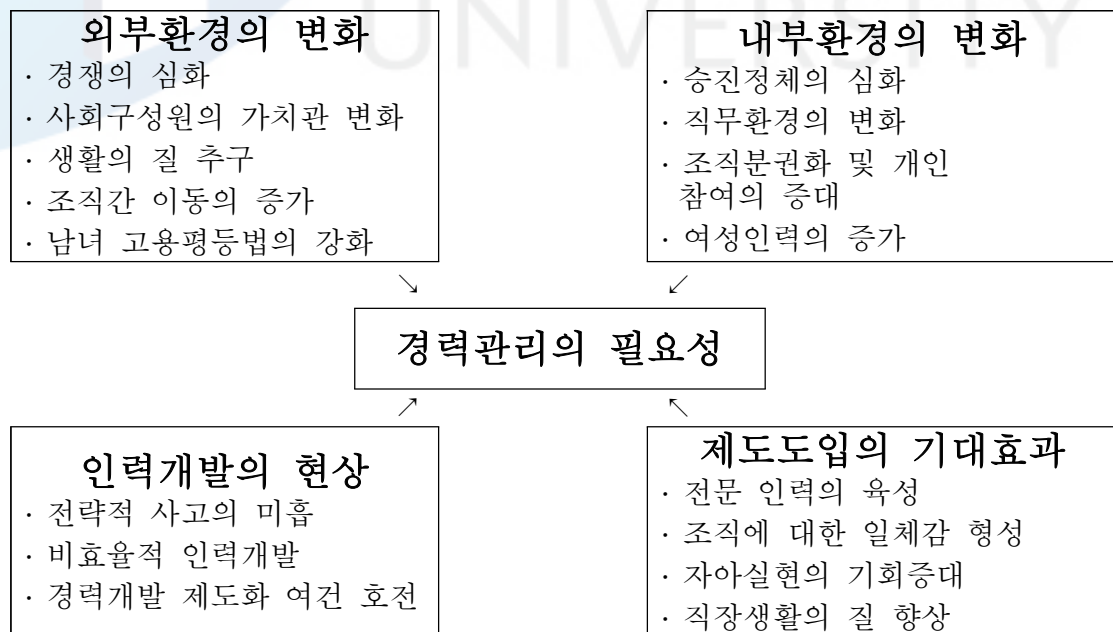 UNIVERSITY
외부환경의 변화
· 경쟁의 심화
· 사회구성원의 가치관 변화
· 생활의 질 추구
· 조직간 이동의 증가
· 남녀 고용평등법의 강화
내부환경의 변화
· 승진정체의 심화
· 직무환경의 변화
· 조직분권화 및 개인
참여의 증대
· 여성인력의 증가
경력관리의 필요성
인력개발의 현상
· 전략적 사고의 미흡
· 비효율적 인력개발
· 경력개발 제도화 여건 호전
제도도입의 기대효과
· 전문 인력의 육성
· 조직에 대한 일체감 형성
· 자아실현의 기회증대
· 직장생활의 질 향상